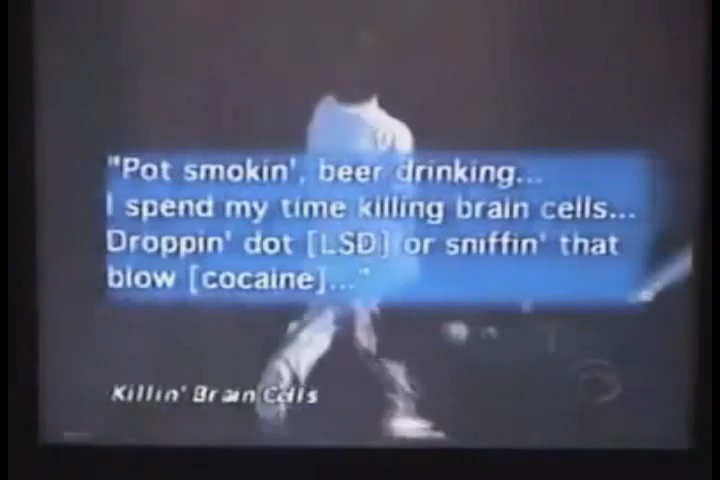 "Pot smokin', beer drinking...
I spend my time killing brain cells...
Droppin' dot [LSD] or sniffin' that
blow [cocaine]..."
Killin' Brain Cells